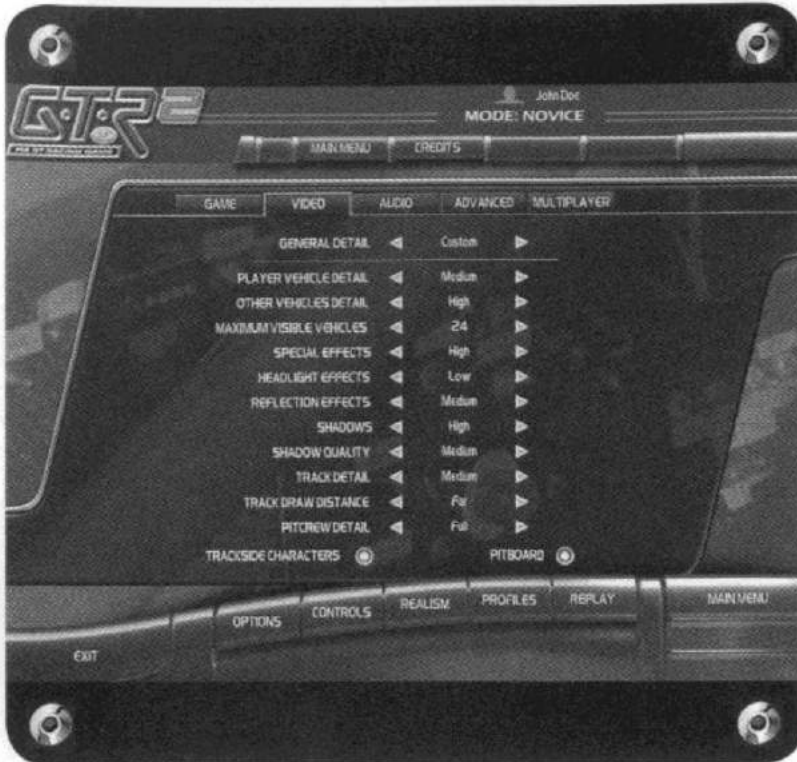 GTR2
John Doe
MODE: NOVICE
MAIN MENU CREDITS
GAME VIDEO AUDIO ADVANCED MULTIPLAYER
GENERAL DETAIL Custom
PLAYER VEHICLE DETAIL Medium
OTHER VEHICLES DETAIL High
MAXIMUM VISIBLE VEHICLES 24
SPECIAL EFFECTS High
HEADLIGHT EFFECTS Low
REFLECTION EFFECTS Medium
SHADOWS High
SHADOW QUALITY Medium
TRACK DETAIL Medium
TRACK DRAW DISTANCE Far
PITCREW DETAIL Full
TRACKSIDE CHARACTERS PITBOARD
OPTIONS CONTROLS REALISM PROFILES REPLAY MAIN MENU
EXIT